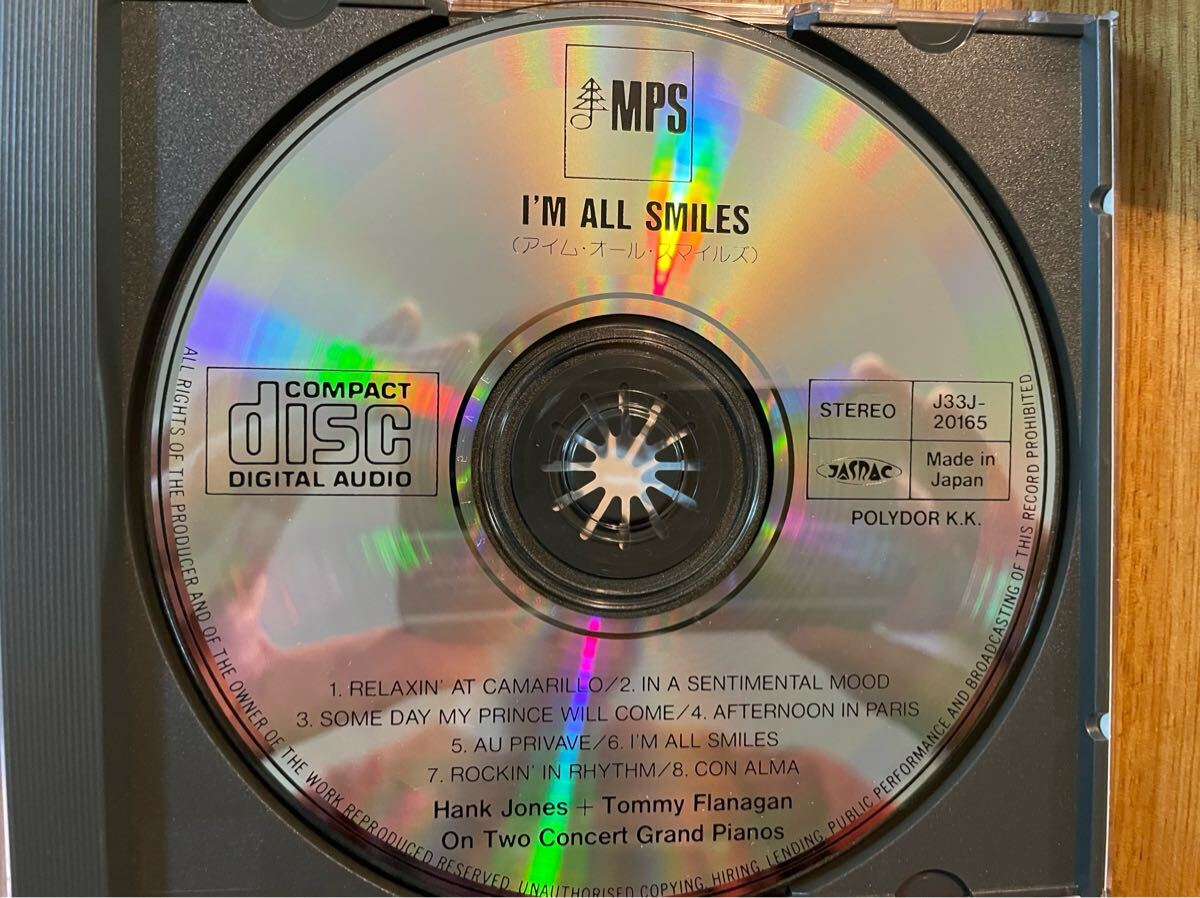 MPS
I'M ALL SMILES
(アイム・オール・スマイルズ)
COMPACT
disc
DIGITAL AUDIO
STEREO
J33J-
20165
JASRAC
Made in
Japan
POLYDOR K.K.
1. RELAXIN' AT CAMARILLO/2. IN A SENTIMENTAL MOOD
3. SOME DAY MY PRINCE WILL COME/4. AFTERNOON IN PARIS
5. AU PRIVAVE/6. I'M ALL SMILES
7. ROCKIN' IN RHYTHM/8. CON ALMA
Hank Jones + Tommy Flanagan
On Two Concert Grand Pianos
ALL RIGHTS OF THE PRODUCER AND OF THE OWNER OF THE WORK REPRODUCED RESERVED. UNAUTHORISED COPYING, HIRING, LENDING, PUBLIC PERFORMANCE AND BROADCASTING OF THIS RECORD PROHIBITED